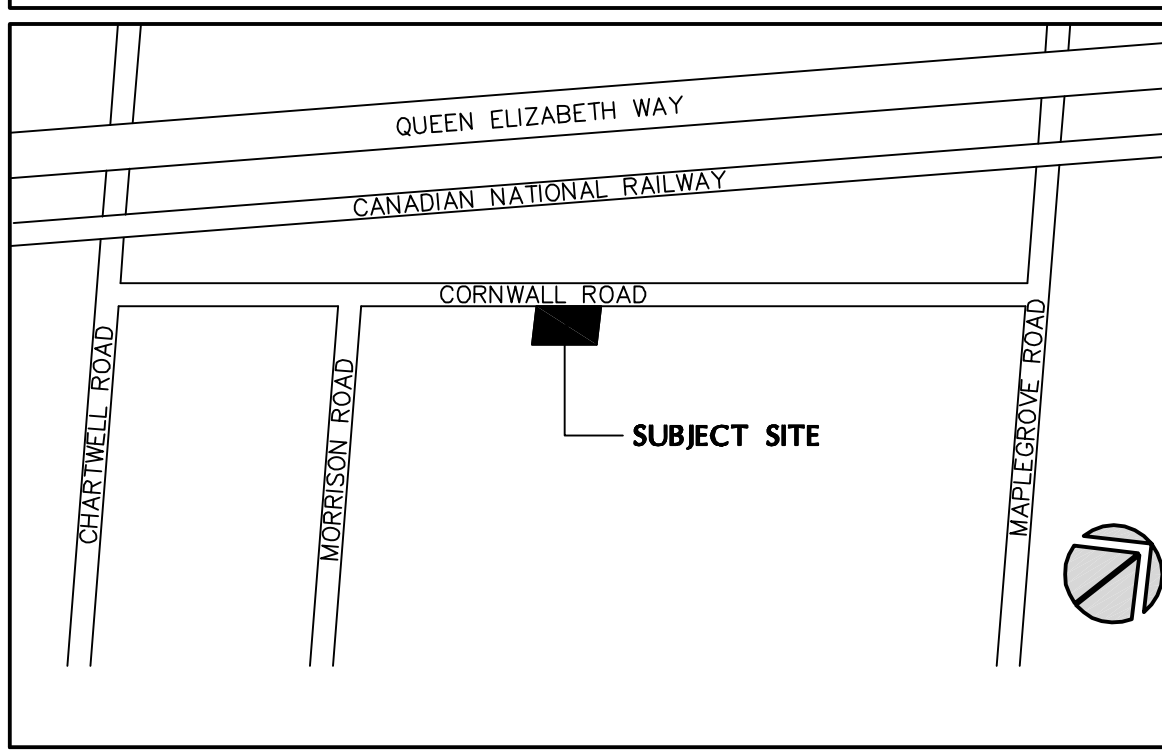 QUEEN ELIZABETH WAY
CANADIAN NATIONAL RAILWAY
CORNWALL ROAD
CHARTWELL ROAD
MORRISON ROAD
MAPLEGROVE ROAD
SUBJECT SITE